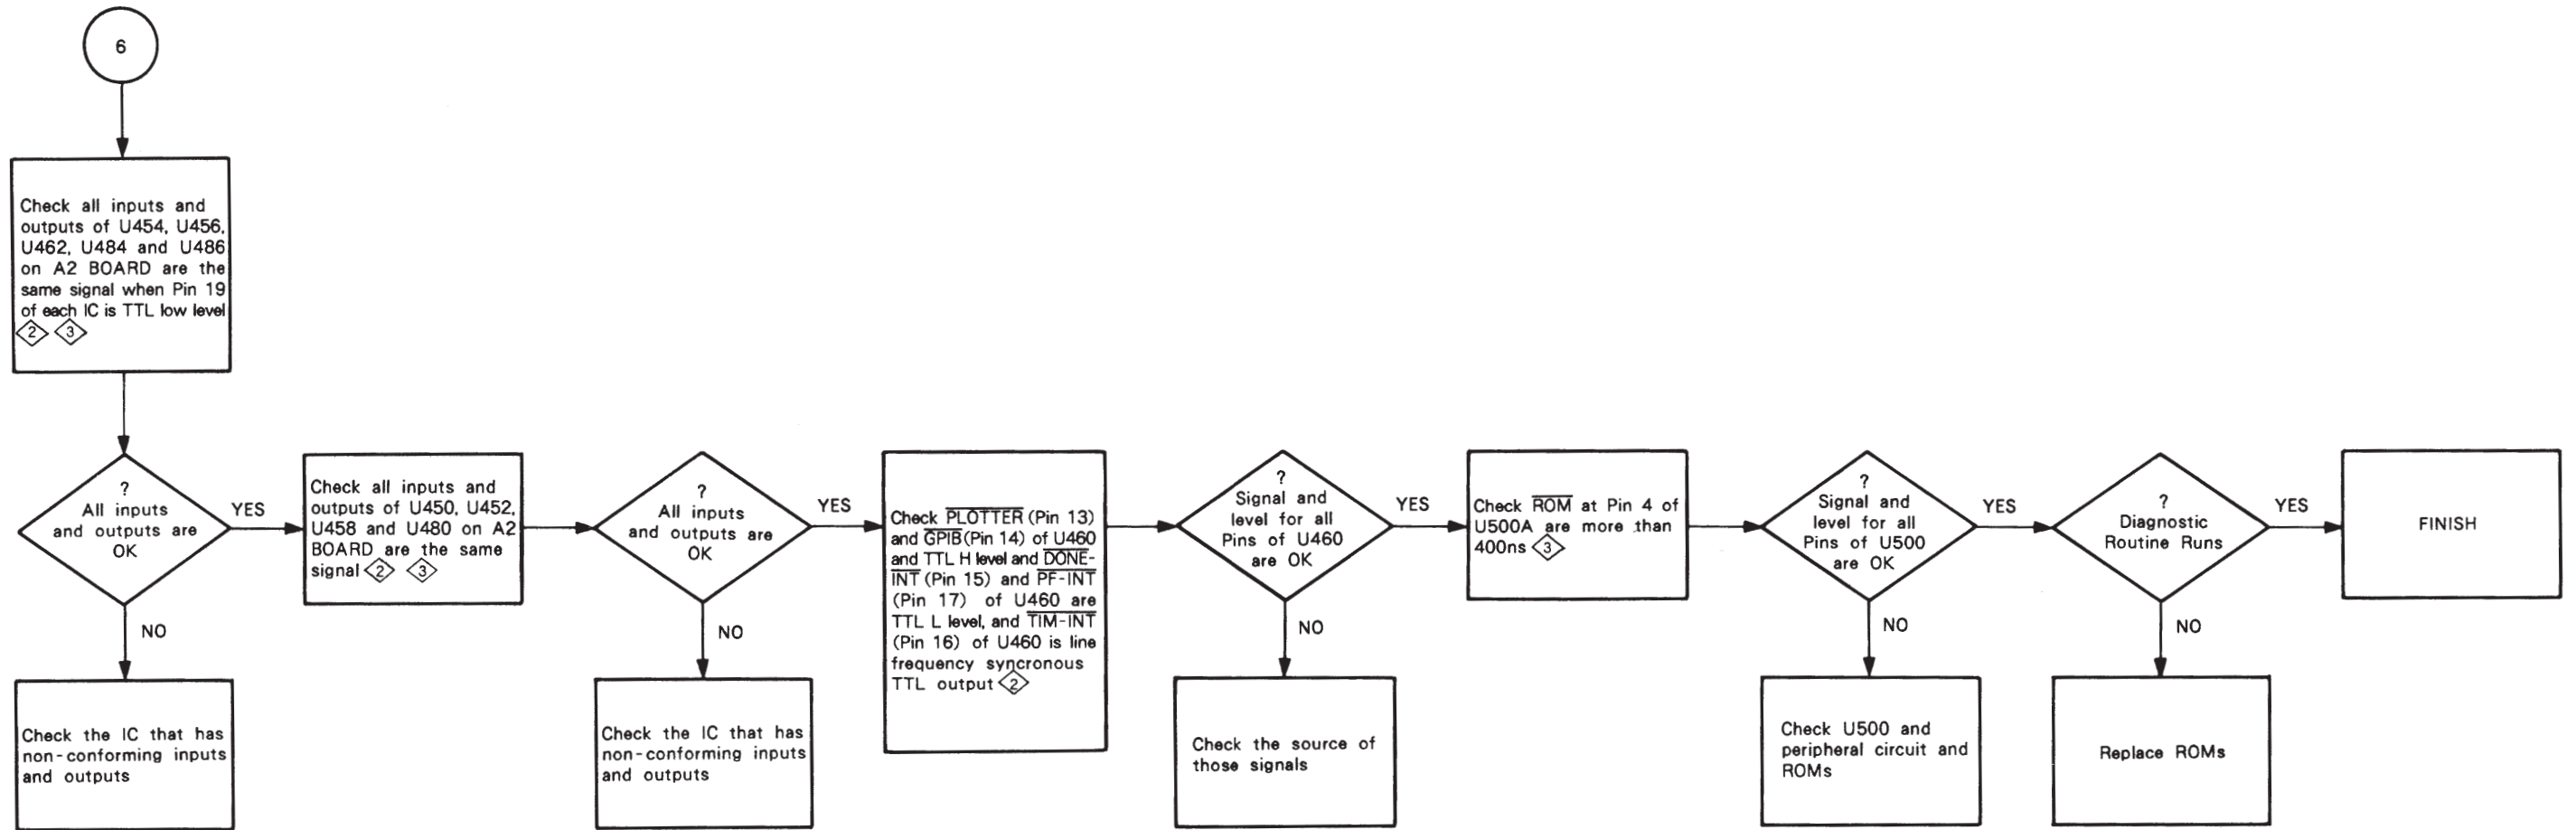 6
Check all inputs and
outputs of U454, U456,
U462, U484 and U486
on A2 BOARD are the
same signal when Pin 19
of each IC is TTL low level
2 3
?
All inputs
and outputs are
OK
YES
NO
Check the IC that has
non-conforming inputs
and outputs
Check all inputs and
outputs of U450, U452,
U458 and U480 on A2
BOARD are the same
signal 2 3
?
All inputs
and outputs are
OK
YES
NO
Check the IC that has
non-conforming inputs
and outputs
Check PLOTTER (Pin 13)
and GPIB (Pin 14) of U460
and TTL H level and DONE-
INT (Pin 15) and PF-INT
(Pin 17) of U460 are
TTL L level, and TIM-INT
(Pin 16) of U460 is line
frequency syncronous
TTL output 2
?
Signal and
level for all
Pins of U460
are OK
YES
NO
Check the source of
those signals
Check ROM at Pin 4 of
U500A are more than
400ns 3
?
Signal and
level for all
Pins of U500
are OK
YES
NO
Check U500 and
peripheral circuit and
ROMs
?
Diagnostic
Routine Runs
YES
NO
Replace ROMs
FINISH